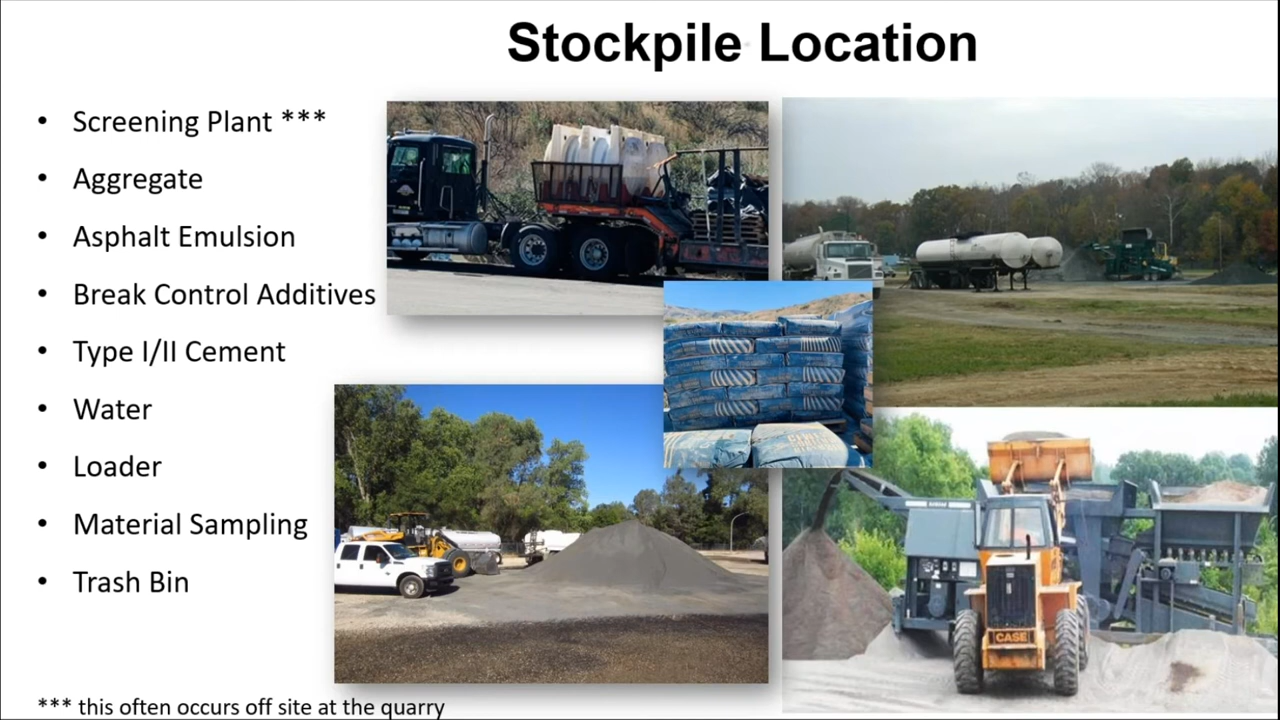 Stockpile Location
• Screening Plant ***
• Aggregate
• Asphalt Emulsion
• Break Control Additives
• Type I/II Cement
• Water
• Loader
• Material Sampling
• Trash Bin
CASE
*** this often occurs off site at the quarry